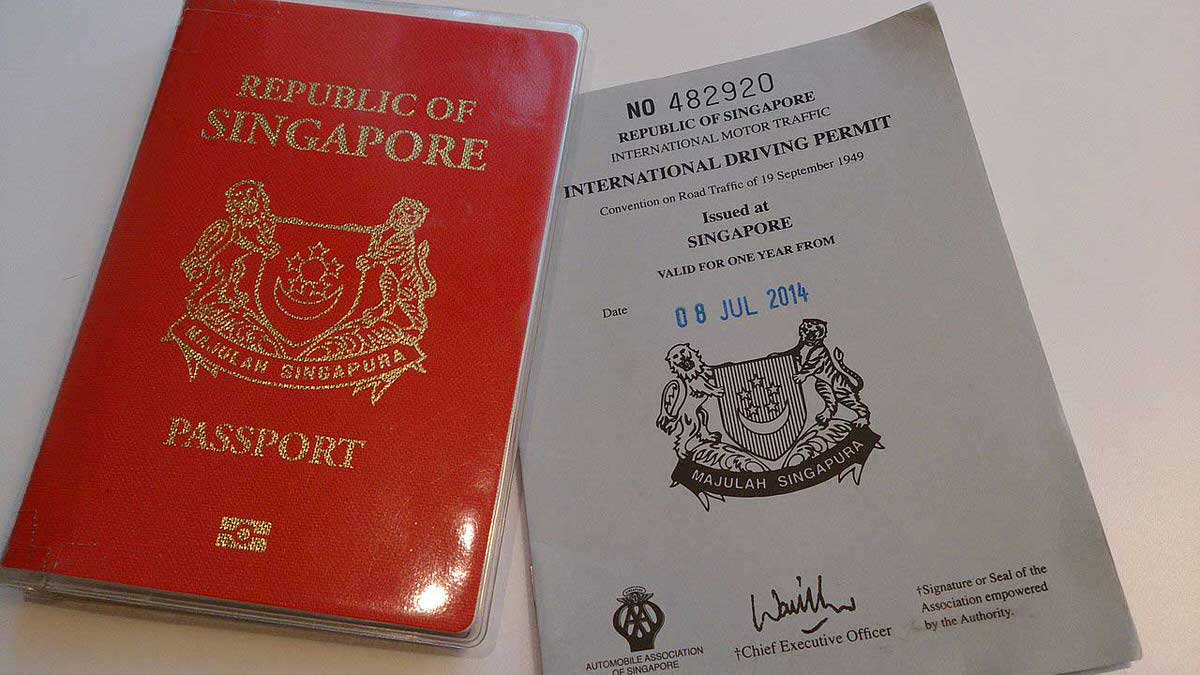 REPUBLIC OF
SINGAPORE
MAJULAH SINGAPURA
PASSPORT
NO 482920
REPUBLIC OF SINGAPORE
INTERNATIONAL MOTOR TRAFFIC
INTERNATIONAL DRIVING PERMIT
Convention on Road Traffic of 19 September 1949
Issued at
SINGAPORE
VALID FOR ONE YEAR FROM
Date 08 JUL 2014
MAJULAH SINGAPURA
AA
AUTOMOBILE ASSOCIATION
OF SINGAPORE
†Chief Executive Officer
†Signature or Seal of the
Association empowered
by the Authority.